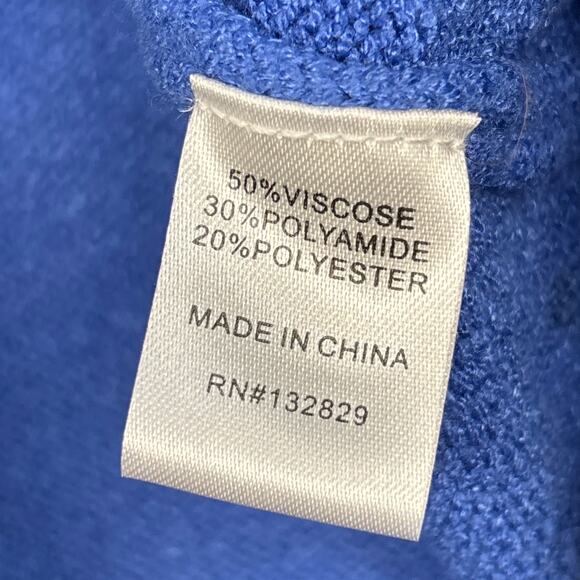 50%VISCOSE
30%POLYAMIDE
20%POLYESTER
MADE IN CHINA
RN#132829